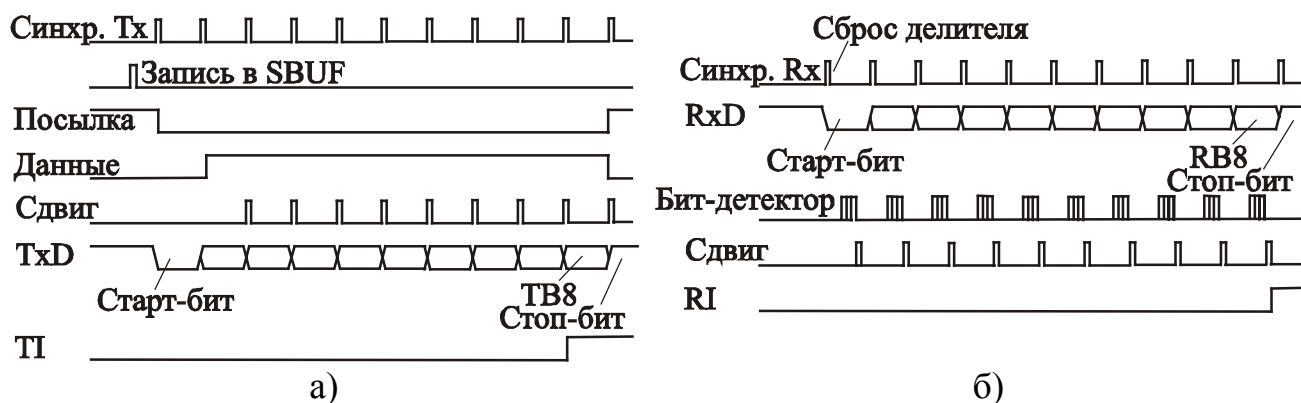 Синхр. Tx
Запись в SBUF
Посылка
Данные
Сдвиг
TxD
Старт-бит
TB8
Стоп-бит
TI
а)
Сброс делителя
Синхр. Rx
RxD
Старт-бит
RB8
Стоп-бит
Бит-детектор
Сдвиг
RI
б)